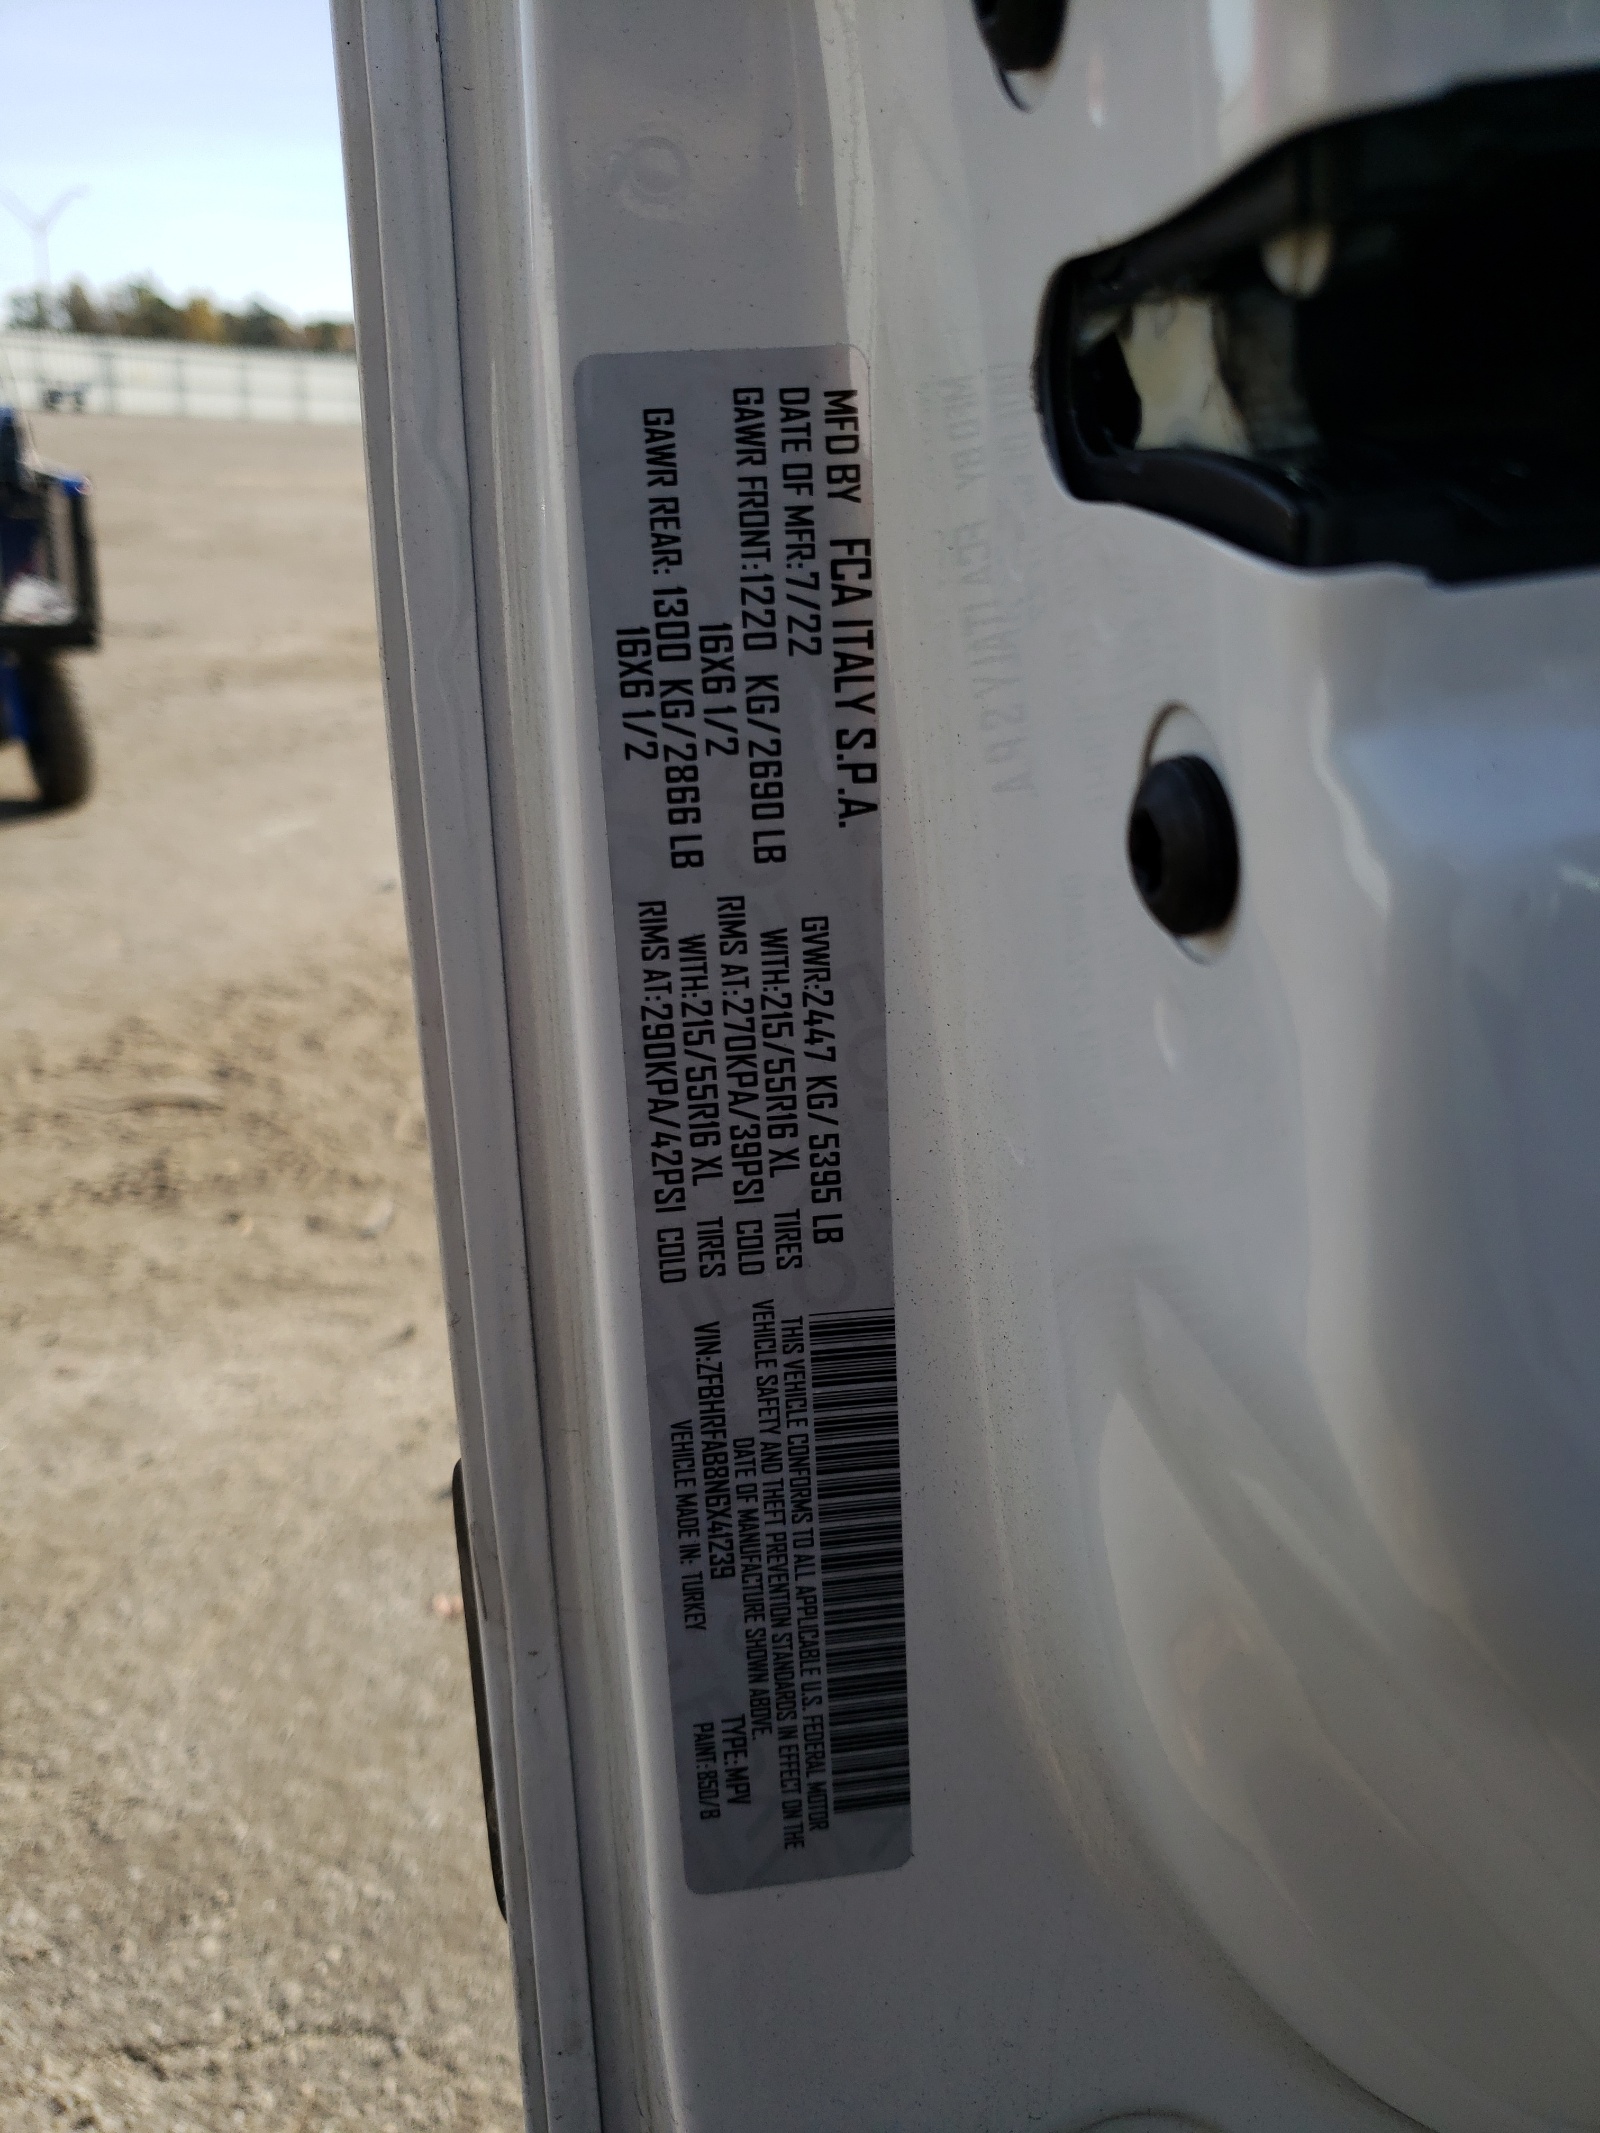 MFD BY FCA ITALY S.P.A.
DATE OF MFR:7/22 GVWR:2447 KG/ 5395 LB
GAWR FRONT:1220 KG/2690 LB WITH:215/55R16 XL TIRES
16X6 1/2 RIMS AT:270KPA/39PSI COLD
GAWR REAR: 1300 KG/2866 LB WITH:215/55R16 XL TIRES
16X6 1/2 RIMS AT:290KPA/42PSI COLD
THIS VEHICLE CONFORMS TO ALL APPLICABLE U.S. FEDERAL MOTOR
VEHICLE SAFETY AND THEFT PREVENTION STANDARDS IN EFFECT ON THE
DATE OF MANUFACTURE SHOWN ABOVE.
VIN:ZFBHRFAB8N6X41239 TYPE:MPV
VEHICLE MADE IN: TURKEY PAINT:850/B